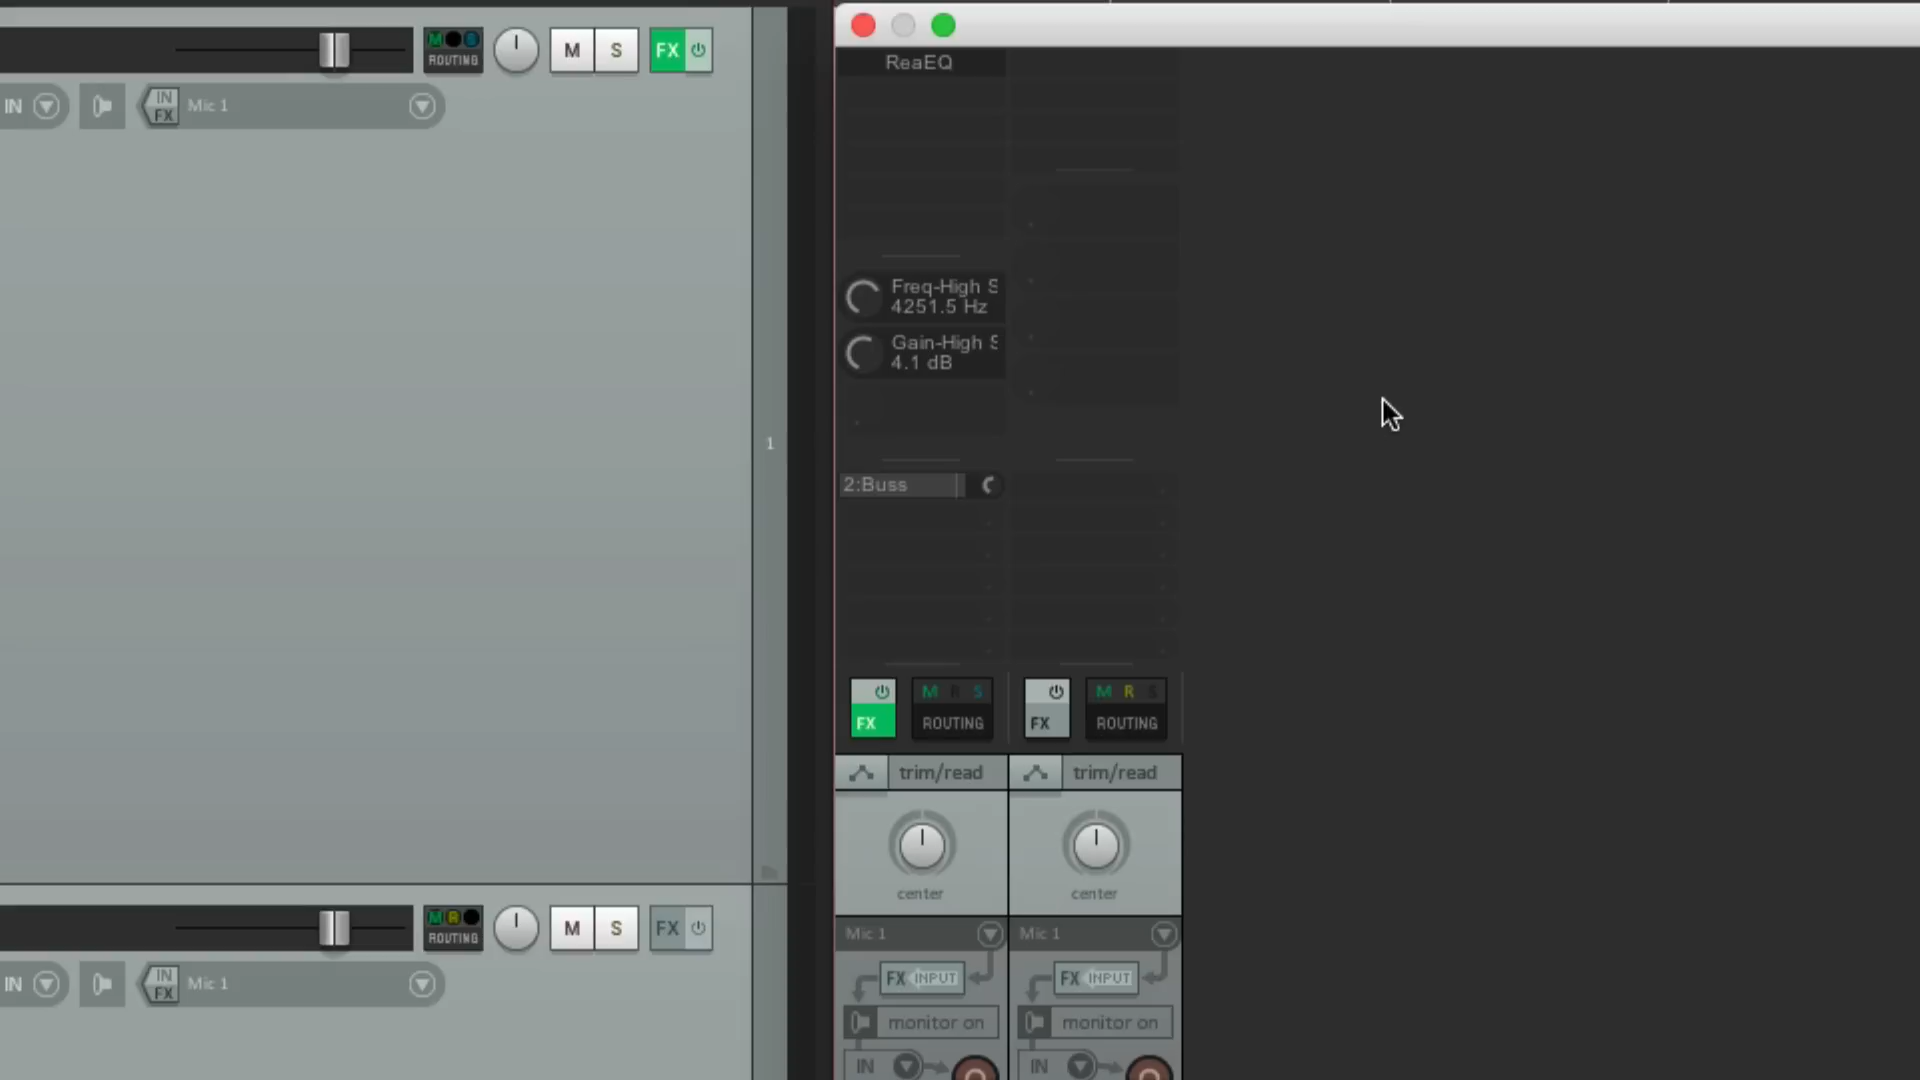 M S
ROUTING
M S FX
IN
IN
FX
Mic 1
1
M R
ROUTING
M S FX
IN
IN
FX
Mic 1
ReaEQ
Freq-High S
4251.5 Hz
Gain-High S
4.1 dB
2:Buss
M R S
FX
ROUTING
M R S
FX
ROUTING
trim/read
trim/read
center
center
Mic 1
Mic 1
FX INPUT
FX INPUT
monitor on
monitor on
IN
IN